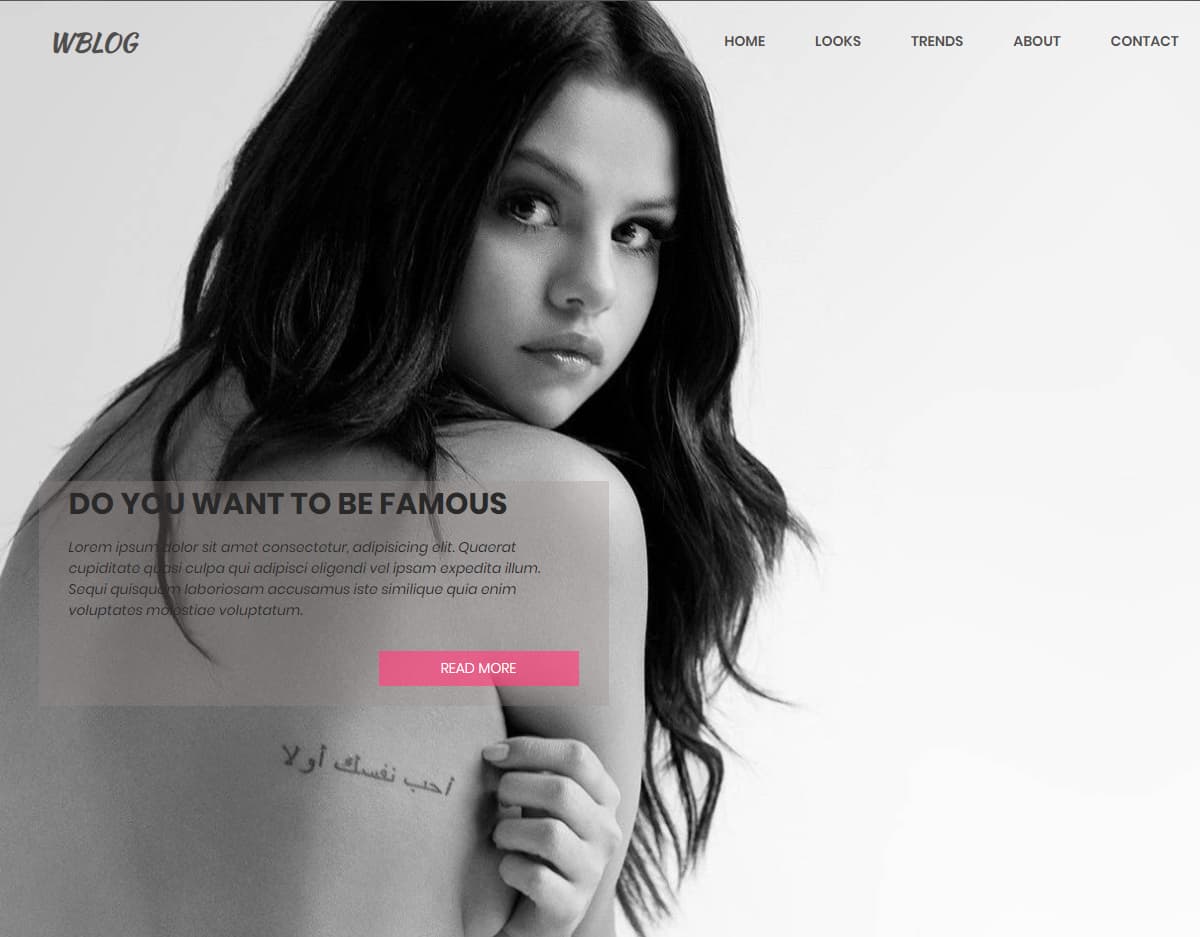 WBLOG
HOME LOOKS TRENDS ABOUT CONTACT
DO YOU WANT TO BE FAMOUS
Lorem ipsum dolor sit amet consectetur, adipisicing elit. Quaerat
cupiditate quasi culpa qui adipisci eligendi vel ipsam expedita illum.
Sequi quisquam laboriosam accusamus iste similique quia enim
voluptates molestiae voluptatum.
READ MORE
أحب نفسك أولا